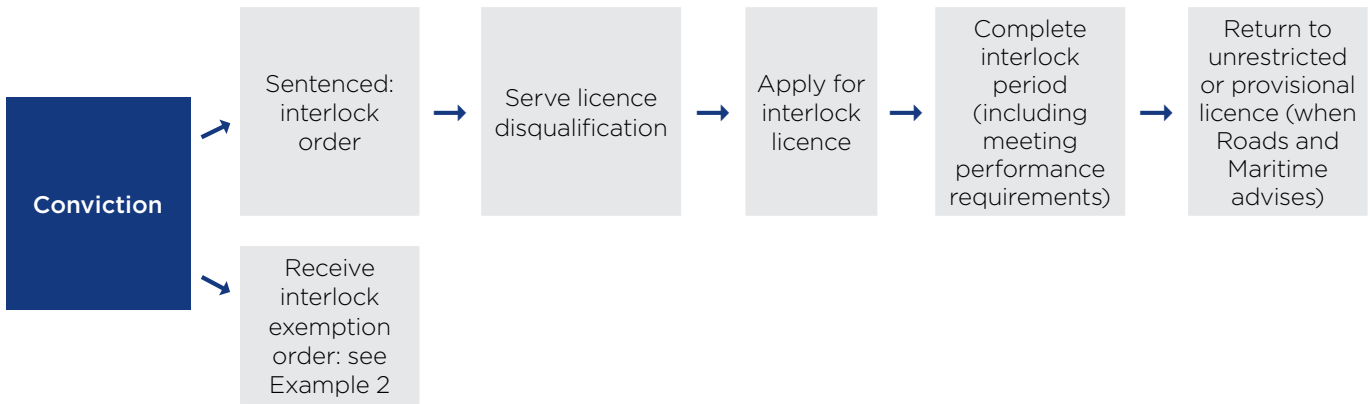 Conviction
Sentenced:
interlock
order
Serve licence
disqualification
Apply for
interlock
licence
Complete
interlock
period
(including
meeting
performance
requirements)
Return to
unrestricted
or provisional
licence (when
Roads and
Maritime
advises)
Receive
interlock
exemption
order: see
Example 2